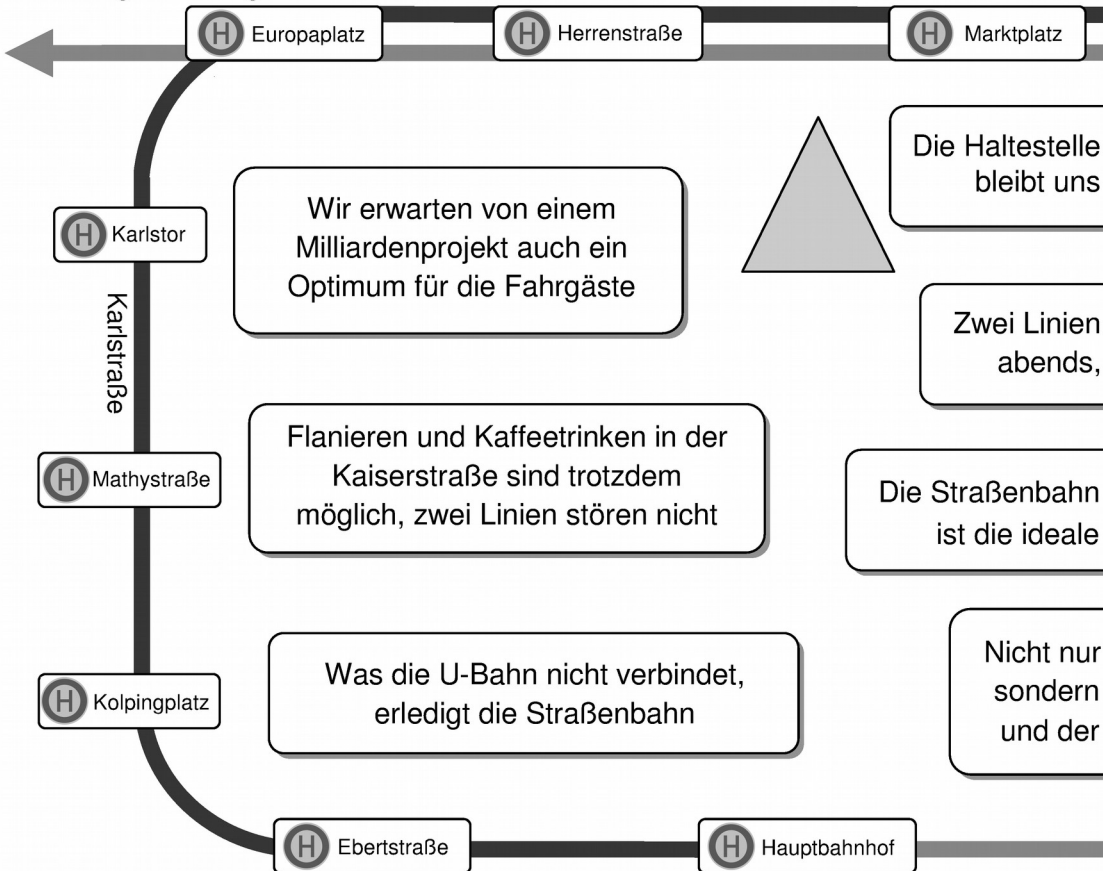 H Europaplatz
H Herrenstraße
H Marktplatz
Die Haltestelle
bleibt uns
Wir erwarten von einem
Milliardenprojekt auch ein
Optimum für die Fahrgäste
H Karlstor
Karlstraße
Zwei Linien
abends,
Flanieren und Kaffeetrinken in der
Kaiserstraße sind trotzdem
möglich, zwei Linien stören nicht
H Mathystraße
Die Straßenbahn
ist die ideale
Was die U-Bahn nicht verbindet,
erledigt die Straßenbahn
Nicht nur
sondern
und der
H Kolpingplatz
H Ebertstraße
H Hauptbahnhof